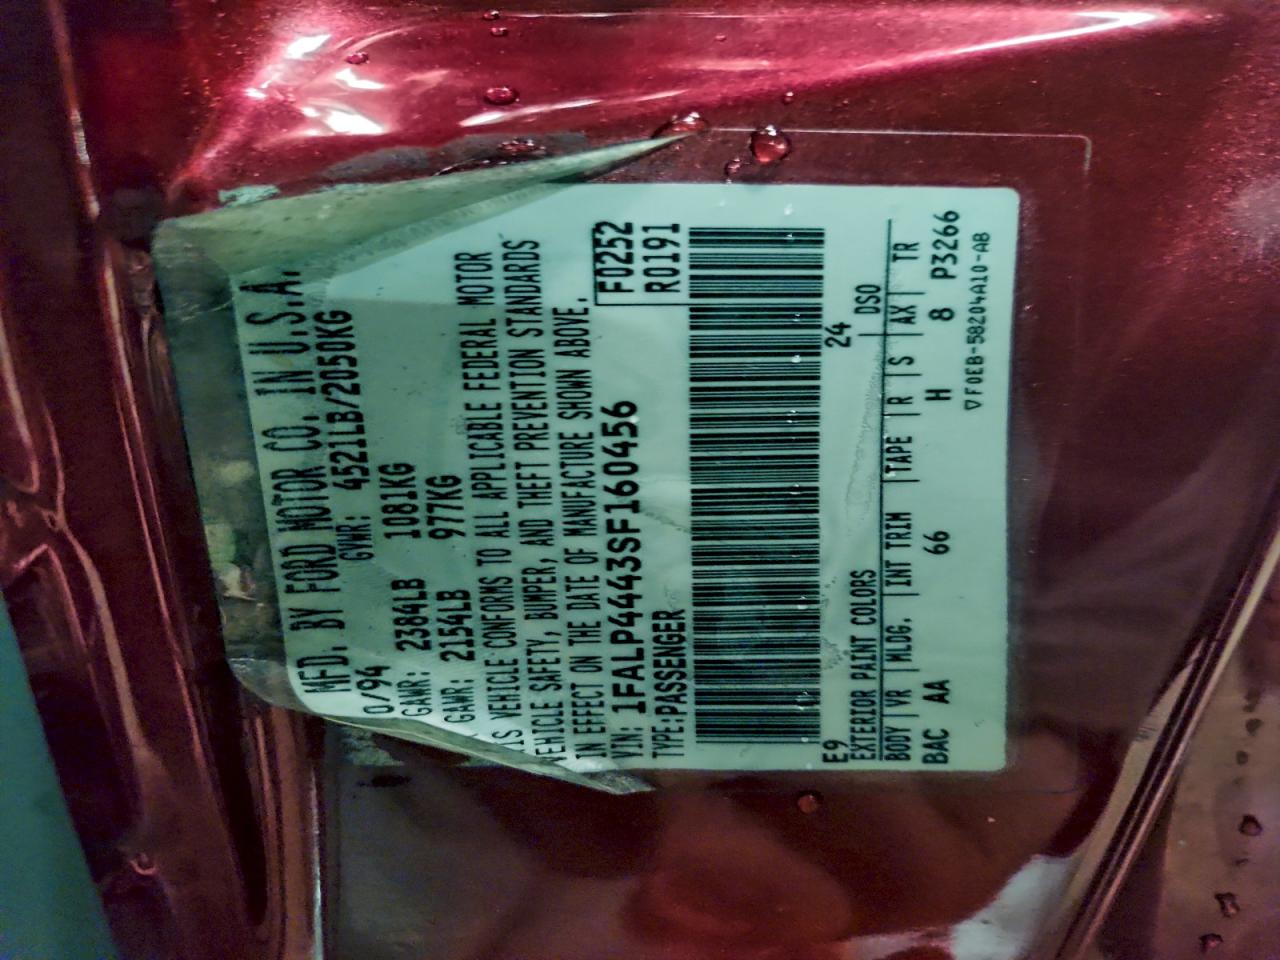 MFD. BY FORD MOTOR CO. IN U.S.A.
0/94 GVWR: 4521LB/2050KG
GAWR: 2384LB 1081KG
GAWR: 2154LB 977KG
IS VEHICLE CONFORMS TO ALL APPLICABLE FEDERAL MOTOR
VEHICLE SAFETY, BUMPER, AND THEFT PREVENTION STANDARDS
IN EFFECT ON THE DATE OF MANUFACTURE SHOWN ABOVE.
VIN: 1FALP4443SF160456 F0252
TYPE:PASSENGER R0191
E9 24
EXTERIOR PAINT COLORS DSO
BODY VR MLDG. INT TRIM TAPE R S AX TR
BAC AA 66 H 8 P3266
▽F0EB-58204A10-AB